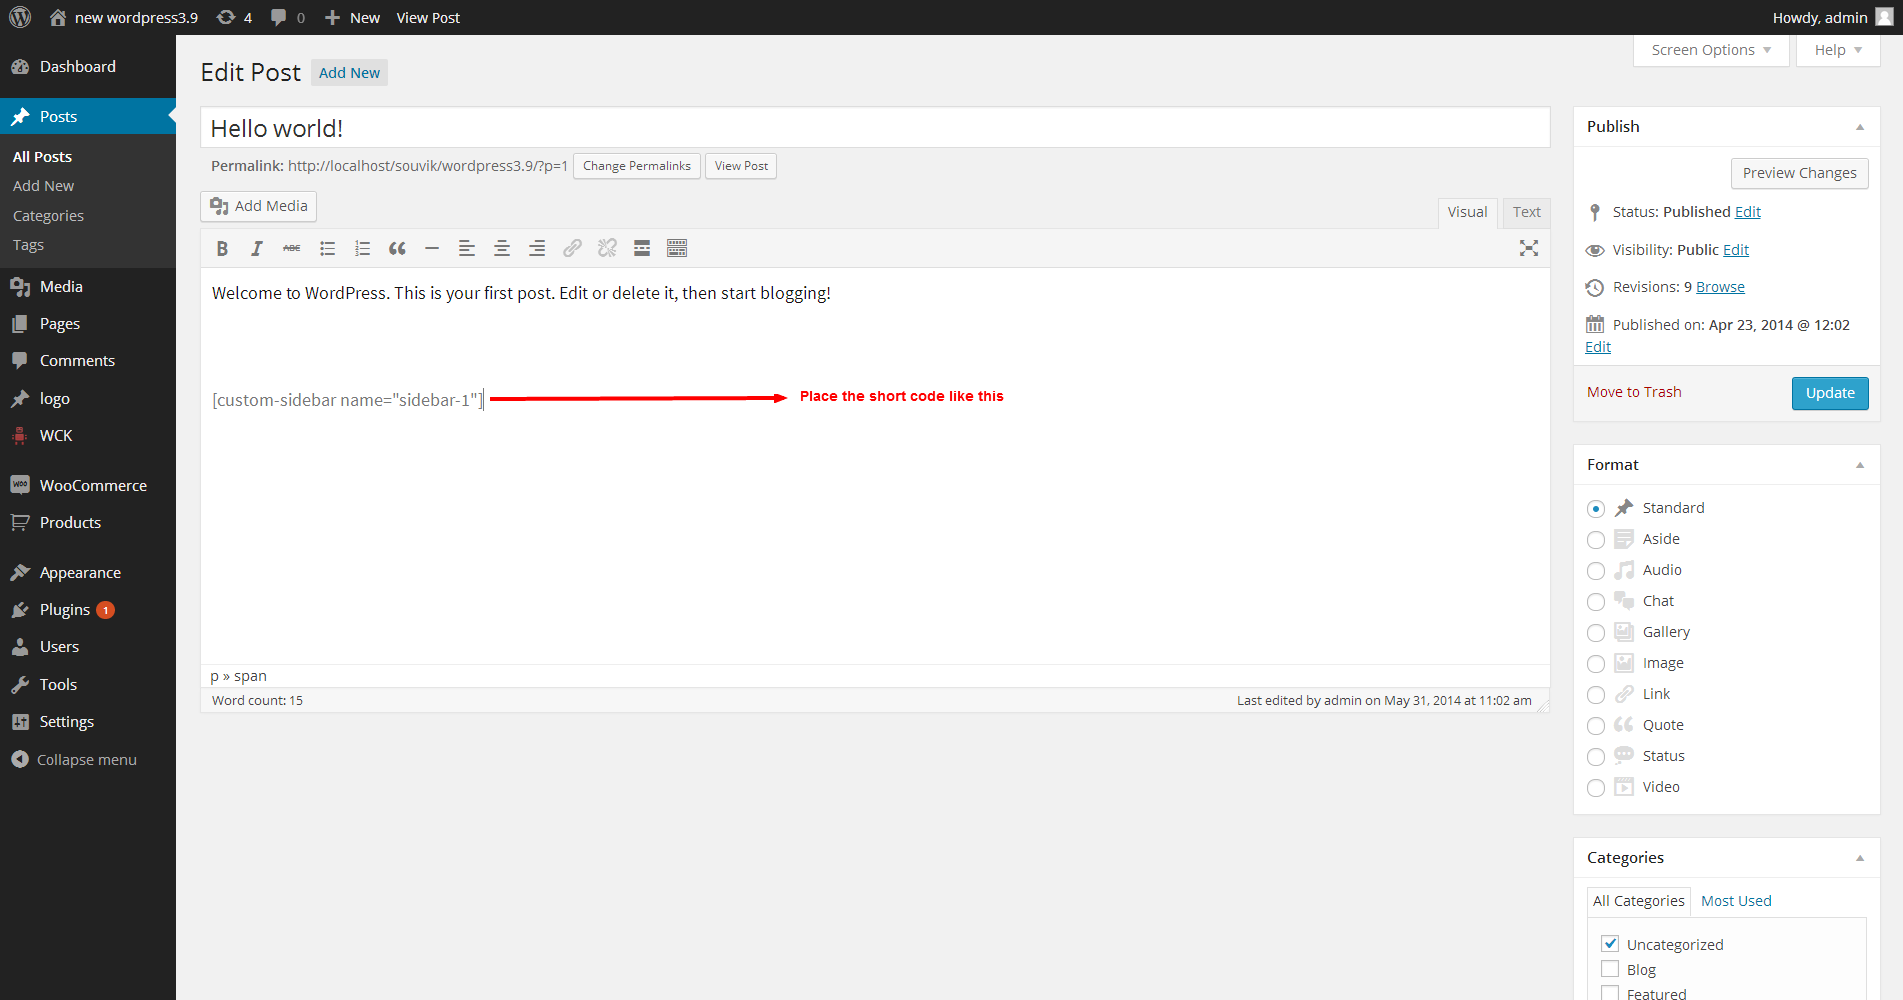 new wordpress3.9 4 0 New View Post Howdy, admin
Screen Options Help
Dashboard
Posts
All Posts
Add New
Categories
Tags
Media
Pages
Comments
logo
WCK
WOO WooCommerce
Products
Appearance
Plugins 1
Users
Tools
Settings
Collapse menu
Edit Post Add New
Hello world!
Permalink: http://localhost/souvik/wordpress3.9/?p=1 Change Permalinks View Post
Add Media
Visual Text
B I ABC
Welcome to WordPress. This is your first post. Edit or delete it, then start blogging!
[custom-sidebar name="sidebar-1"] Place the short code like this
p » span
Word count: 15 Last edited by admin on May 31, 2014 at 11:02 am
Publish
Preview Changes
Status: Published Edit
Visibility: Public Edit
Revisions: 9 Browse
Published on: Apr 23, 2014 @ 12:02
Edit
Move to Trash Update
Format
Standard
Aside
Audio
Chat
Gallery
Image
Link
Quote
Status
Video
Categories
All Categories Most Used
Uncategorized
Blog
Featured